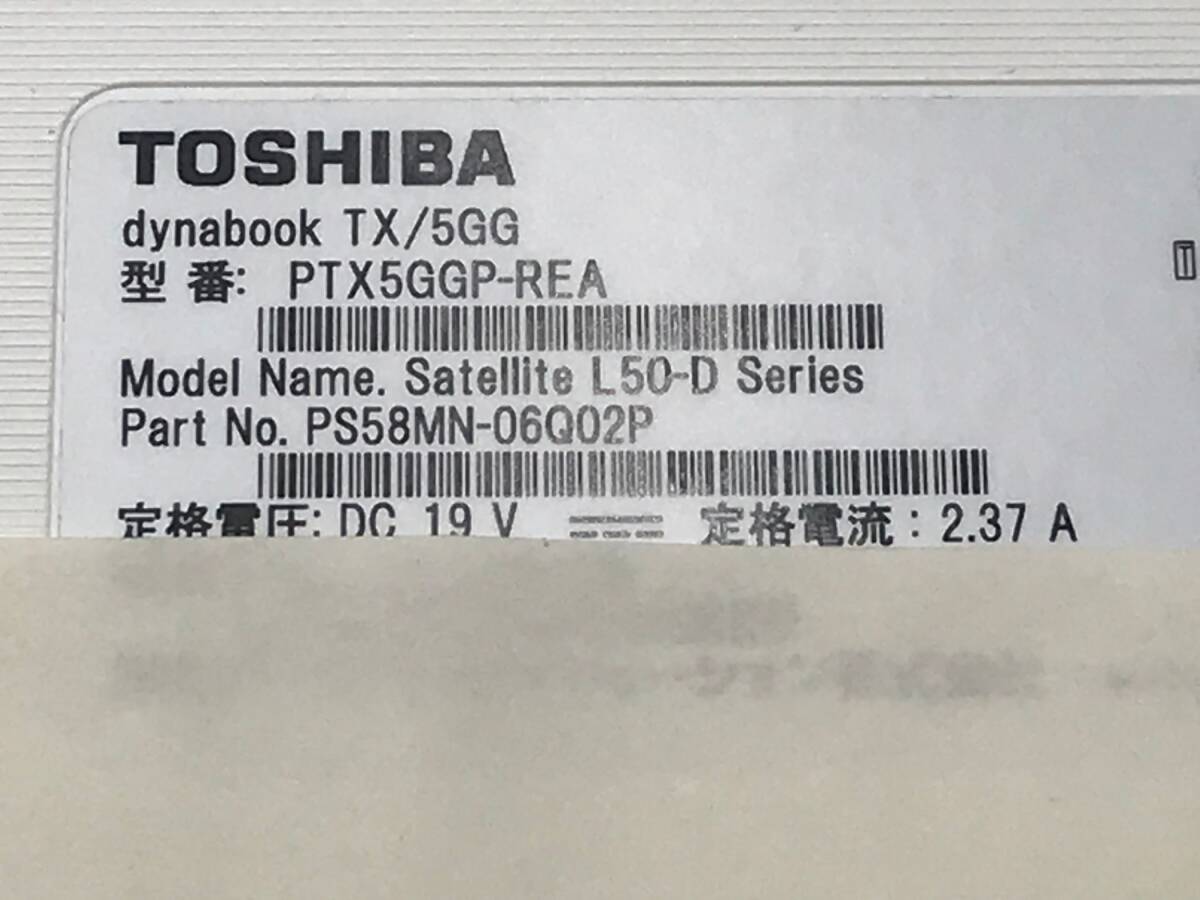 TOSHIBA
dynabook TX/5GG
型 番: PTX5GGP-REA
Model Name. Satellite L50-D Series
Part No. PS58MN-06Q02P
定格電圧: DC 19 V ⎓ 定格電流: 2.37 A